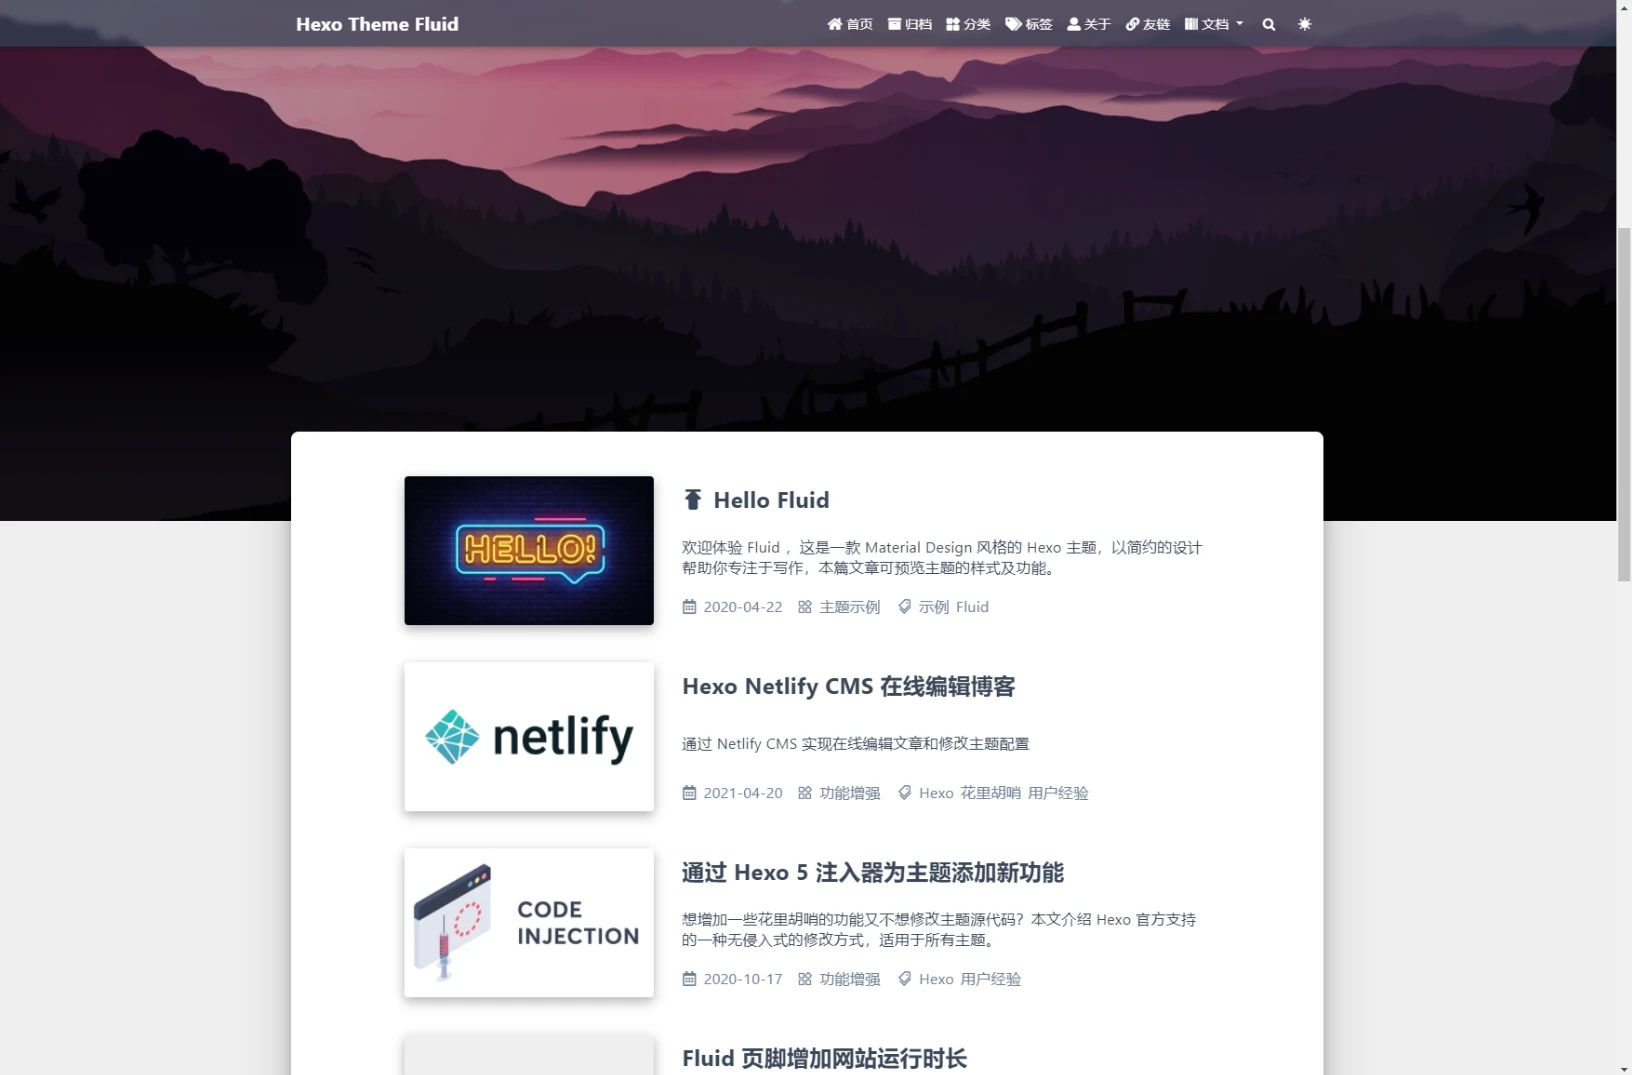 Hexo Theme Fluid
首页 归档 分类 标签 关于 友链 文档
HELLO!
Hello Fluid
欢迎体验 Fluid ，这是一款 Material Design 风格的 Hexo 主题，以简约的设计
帮助你专注于写作，本篇文章可预览主题的样式及功能。
2020-04-22 主题示例 示例 Fluid
netlify
Hexo Netlify CMS 在线编辑博客
通过 Netlify CMS 实现在线编辑文章和修改主题配置
2021-04-20 功能增强 Hexo 花里胡哨 用户经验
CODE
INJECTION
通过 Hexo 5 注入器为主题添加新功能
想增加一些花里胡哨的功能又不想修改主题源代码？本文介绍 Hexo 官方支持
的一种无侵入式的修改方式，适用于所有主题。
2020-10-17 功能增强 Hexo 用户经验
Fluid 页脚增加网站运行时长